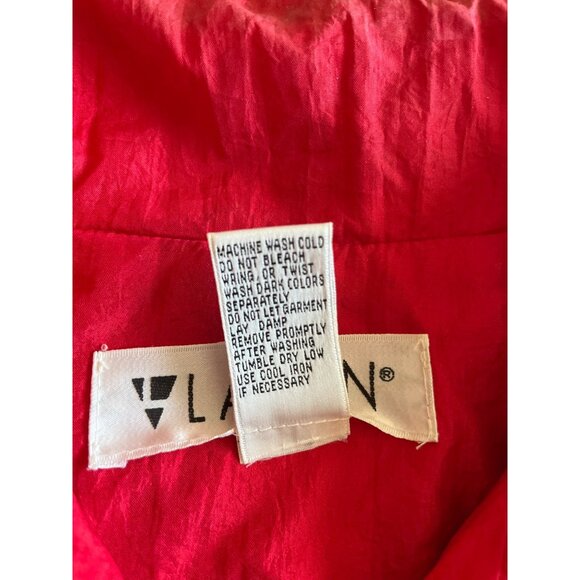 MACHINE WASH COLD
DO NOT BLEACH
WRING, OR TWIST
WASH DARK COLORS
SEPARATELY
DO NOT LET GARMENT
LAY DAMP
REMOVE PROMPTLY
AFTER WASHING
TUMBLE DRY LOW
USE COOL IRON
IF NECESSARY